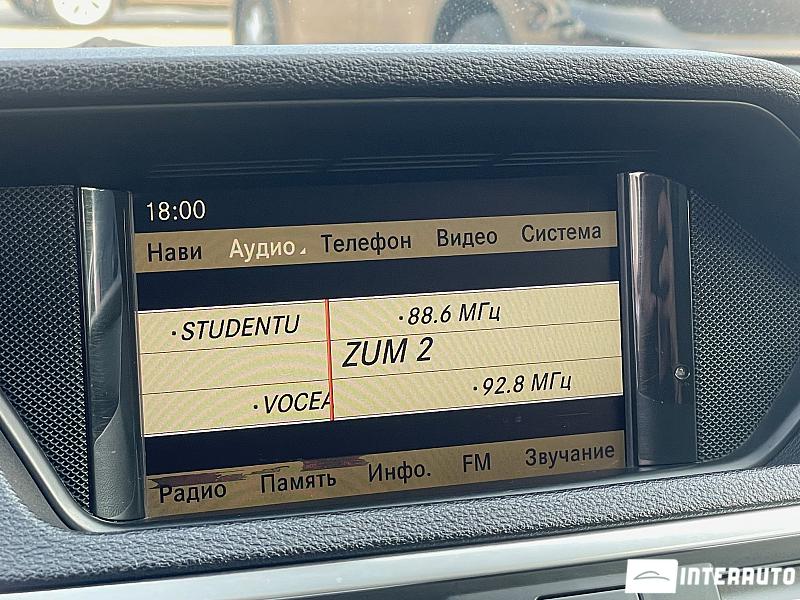 18:00
Нави Аудио Телефон Видео Система
·STUDENTU ·88.6 МГц
ZUM 2
·VOCEA ·92.8 МГц
Радио Память Инфо. FM Звучание
INTERAUTO